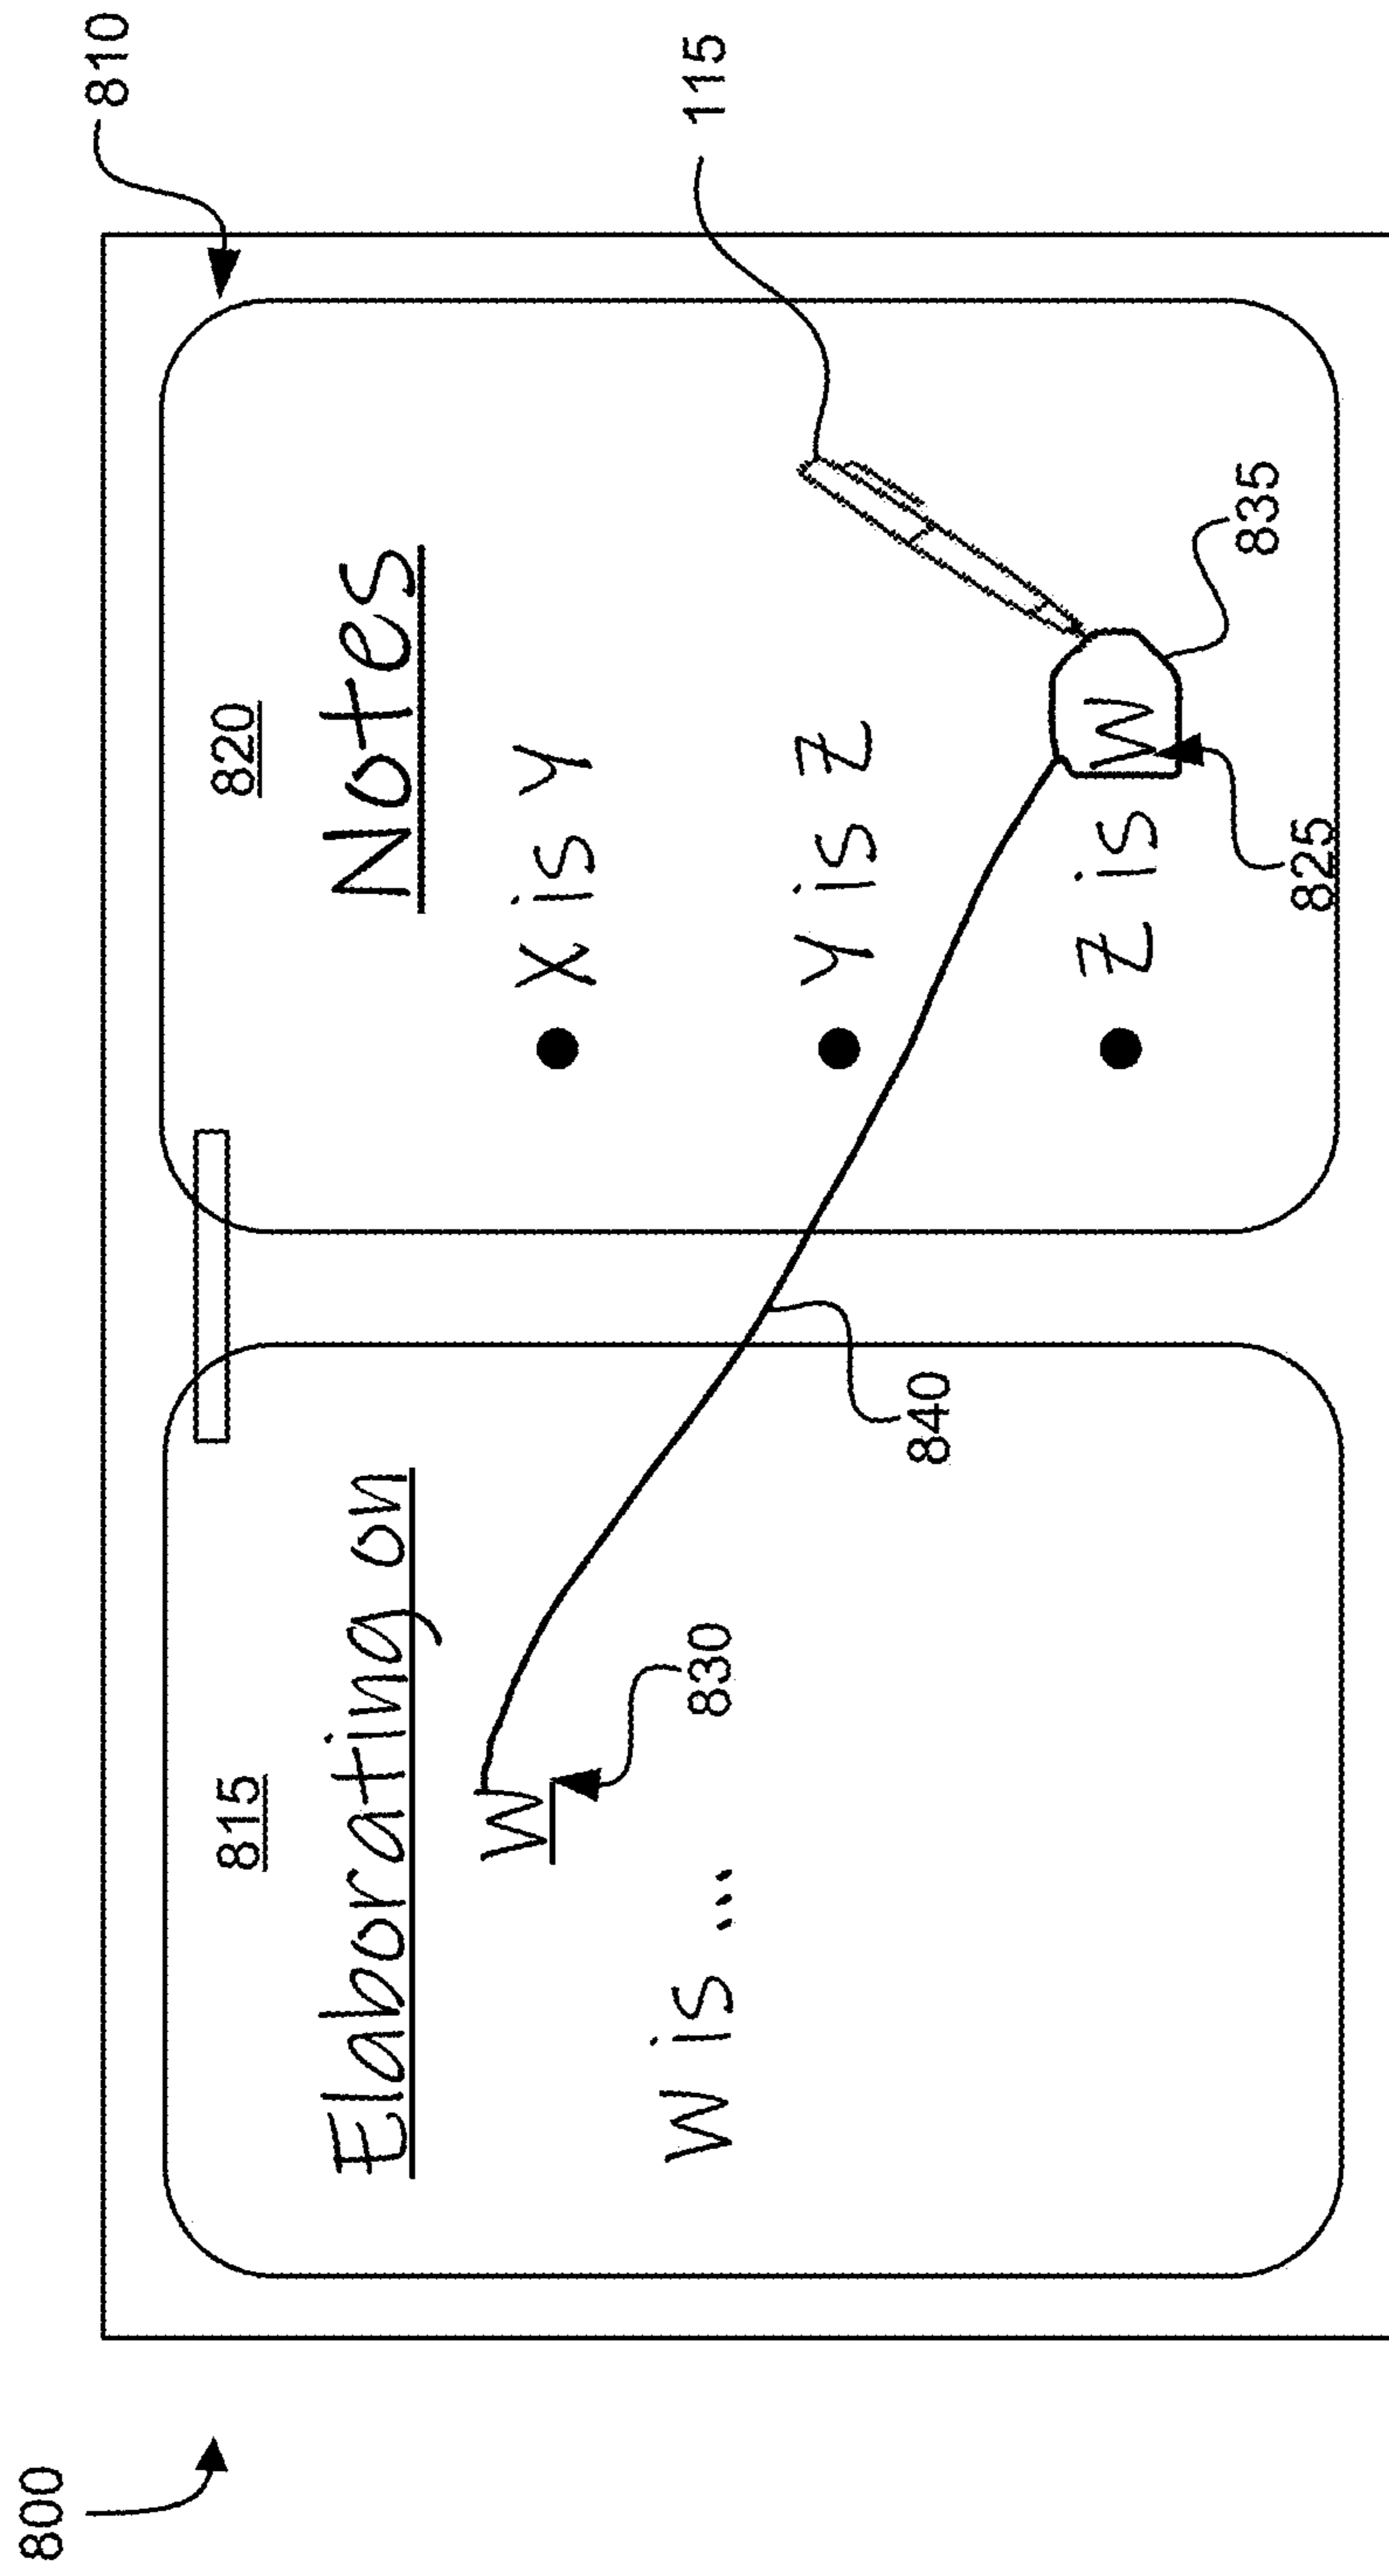 800
810
815
Elaborating on
W
830
W is ...
840
820
Notes
115
• X is Y
• Y is Z
• Z is W
825
835